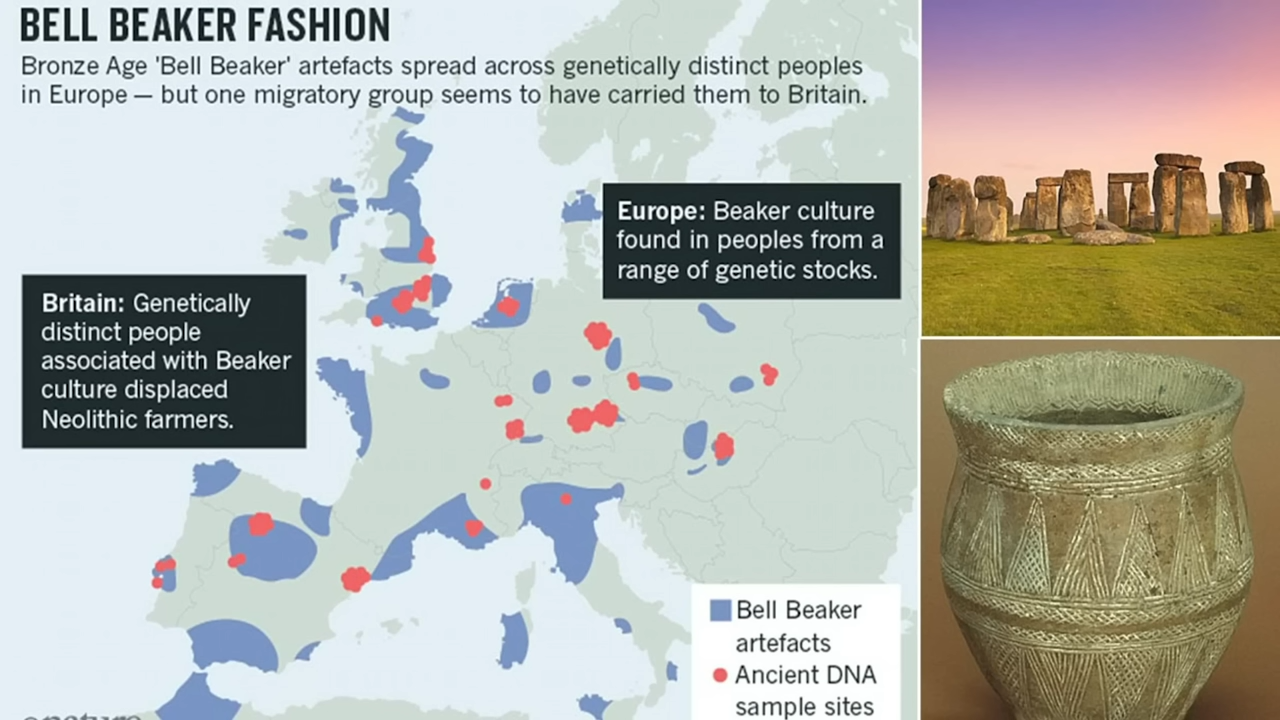 BELL BEAKER FASHION
Bronze Age 'Bell Beaker' artefacts spread across genetically distinct peoples
in Europe — but one migratory group seems to have carried them to Britain.
Europe: Beaker culture
found in peoples from a
range of genetic stocks.
Britain: Genetically
distinct people
associated with Beaker
culture displaced
Neolithic farmers.
Bell Beaker
artefacts
Ancient DNA
sample sites